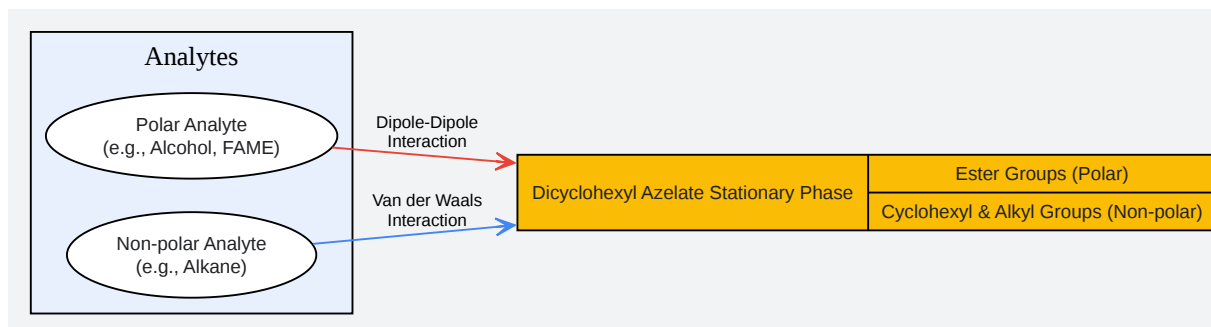 Analytes
Polar Analyte
(e.g., Alcohol, FAME)
Dipole-Dipole
Interaction
Non-polar Analyte
(e.g., Alkane)
Van der Waals
Interaction
Dicyclohexyl Azelate Stationary Phase
Ester Groups (Polar)
Cyclohexyl & Alkyl Groups (Non-polar)